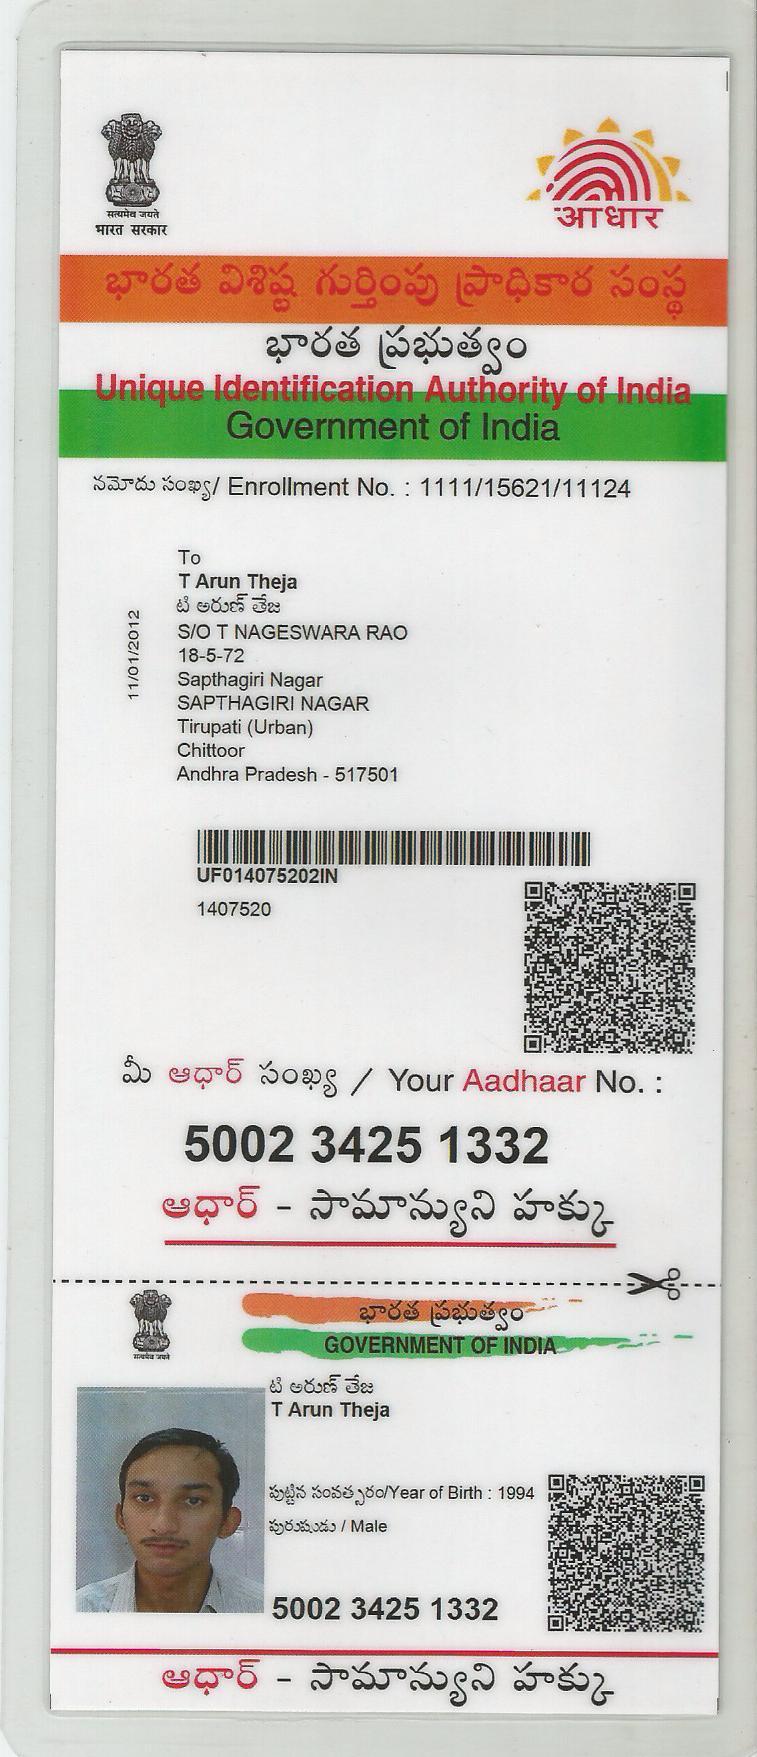 सत्यमेव जयते
भारत सरकार
आधार
భారత విశిష్ట గుర్తింపు ప్రాధికార సంస్థ
భారత ప్రభుత్వం
Unique Identification Authority of India
Government of India
నమోదు సంఖ్య/ Enrollment No. : 1111/15621/11124
To
T Arun Theja
టి అరుణ్ తేజ
S/O T NAGESWARA RAO
18-5-72
Sapthagiri Nagar
SAPTHAGIRI NAGAR
Tirupati (Urban)
Chittoor
Andhra Pradesh - 517501
11/01/2012
UF014075202IN
1407520
మీ ఆధార్ సంఖ్య / Your Aadhaar No. :
5002 3425 1332
ఆధార్ - సామాన్యుని హక్కు
భారత ప్రభుత్వం
GOVERNMENT OF INDIA
सत्यमेव जयते
టి అరుణ్ తేజ
T Arun Theja
పుట్టిన సంవత్సరం/Year of Birth : 1994
పురుషుడు / Male
5002 3425 1332
ఆధార్ - సామాన్యుని హక్కు